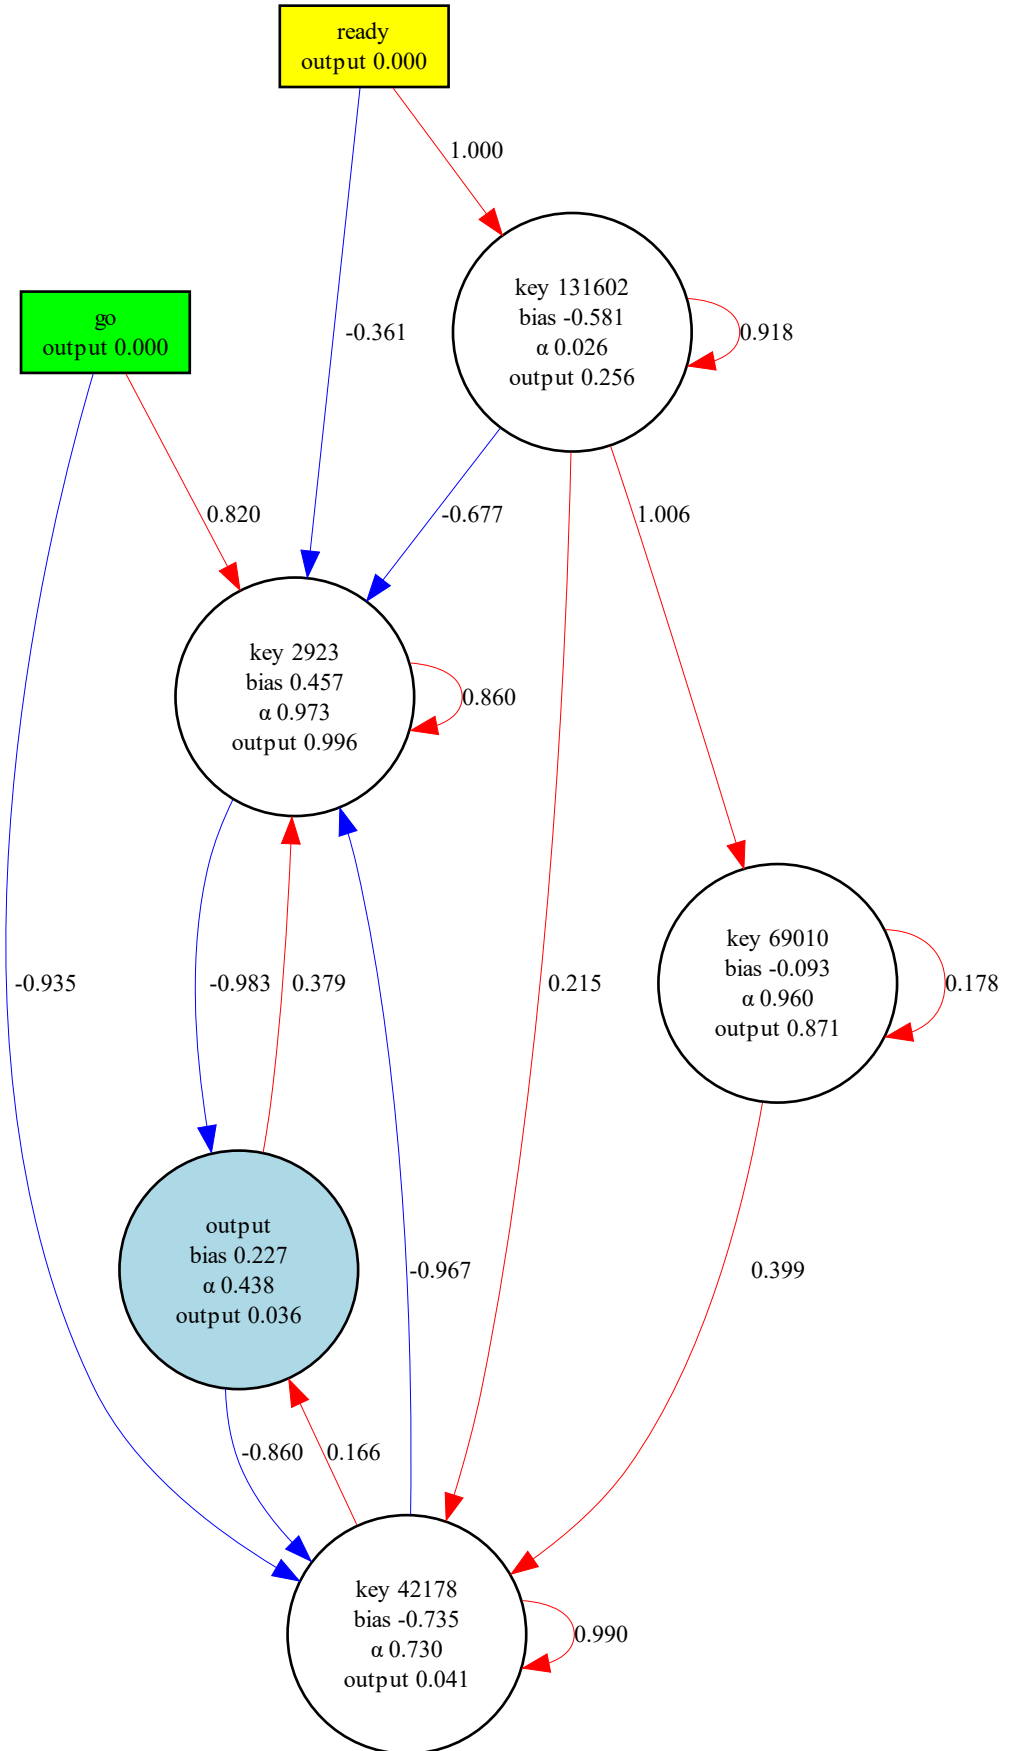 ready
output 0.000
1.000
key 131602
bias -0.581
α 0.026
output 0.256
0.918
go
output 0.000
-0.361
0.820
-0.677
1.006
key 2923
bias 0.457
α 0.973
output 0.996
0.860
key 69010
bias -0.093
α 0.960
output 0.871
0.178
-0.935
-0.983
0.379
0.215
output
bias 0.227
α 0.438
output 0.036
-0.967
0.399
-0.860
0.166
key 42178
bias -0.735
α 0.730
output 0.041
0.990